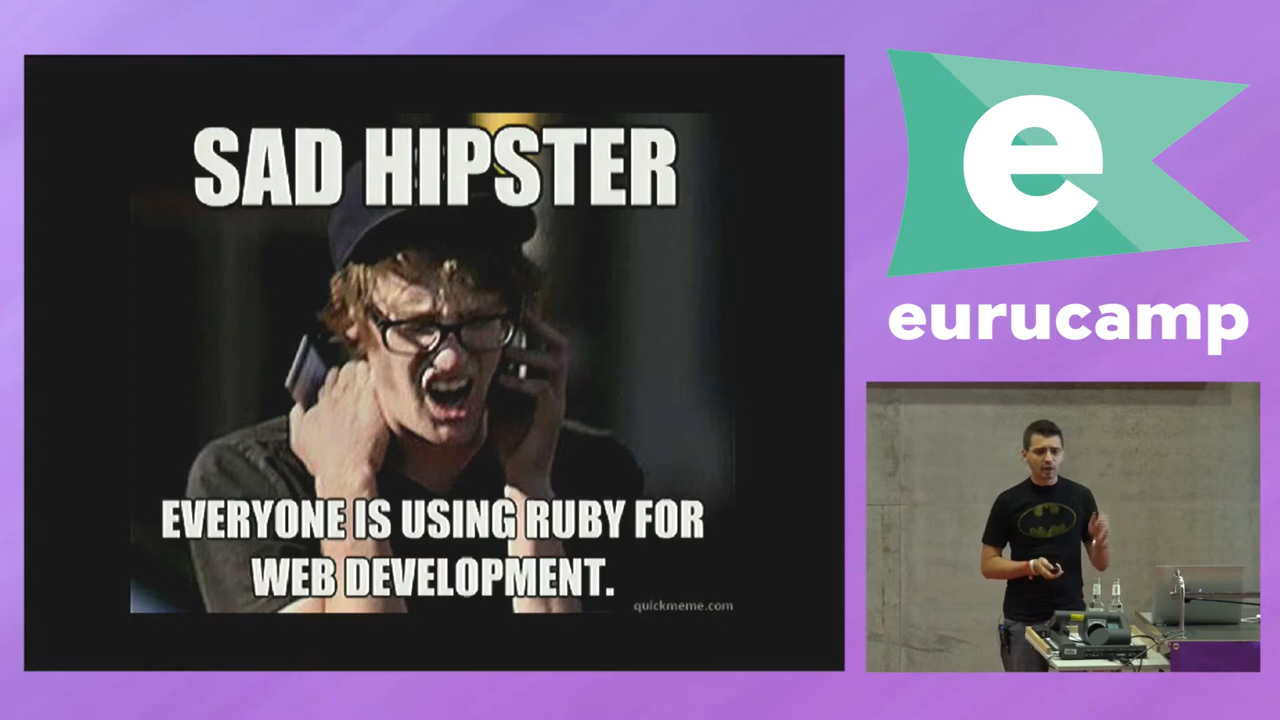 SAD HIPSTER
EVERYONE IS USING RUBY FOR
WEB DEVELOPMENT.
quickmeme.com
e
eurucamp